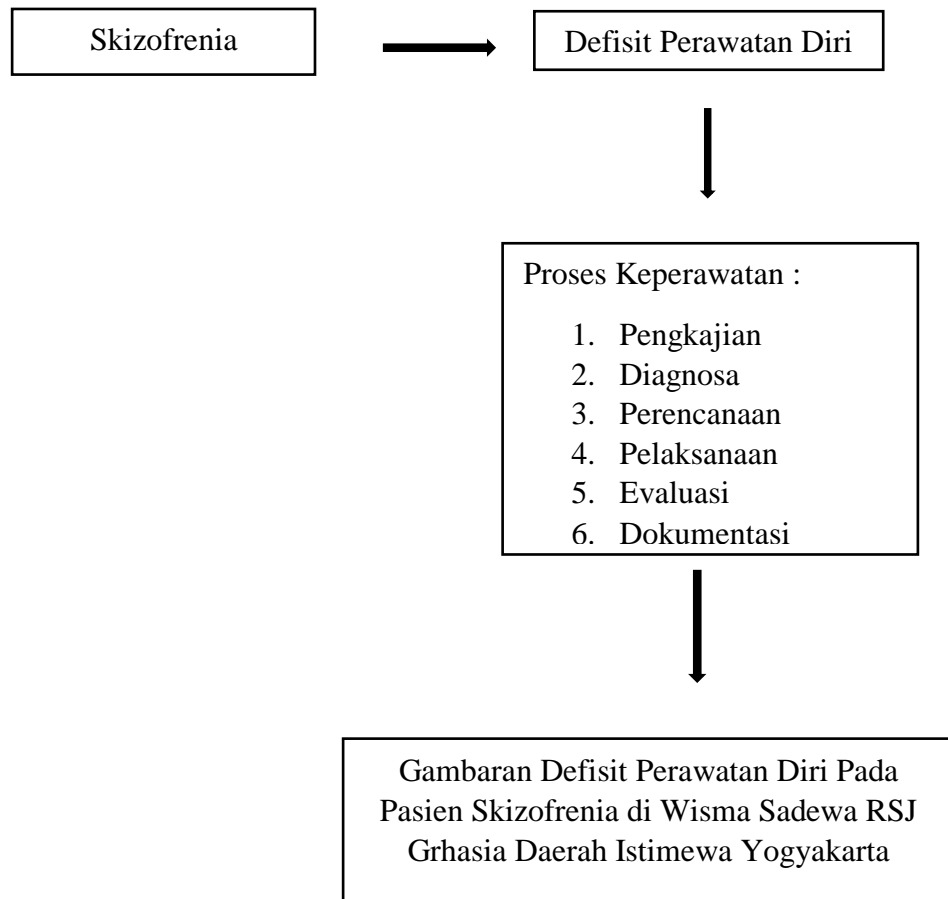 Skizofrenia
Defisit Perawatan Diri
Proses Keperawatan :
1. Pengkajian
2. Diagnosa
3. Perencanaan
4. Pelaksanaan
5. Evaluasi
6. Dokumentasi
Gambaran Defisit Perawatan Diri Pada
Pasien Skizofrenia di Wisma Sadewa RSJ
Grhasia Daerah Istimewa Yogyakarta